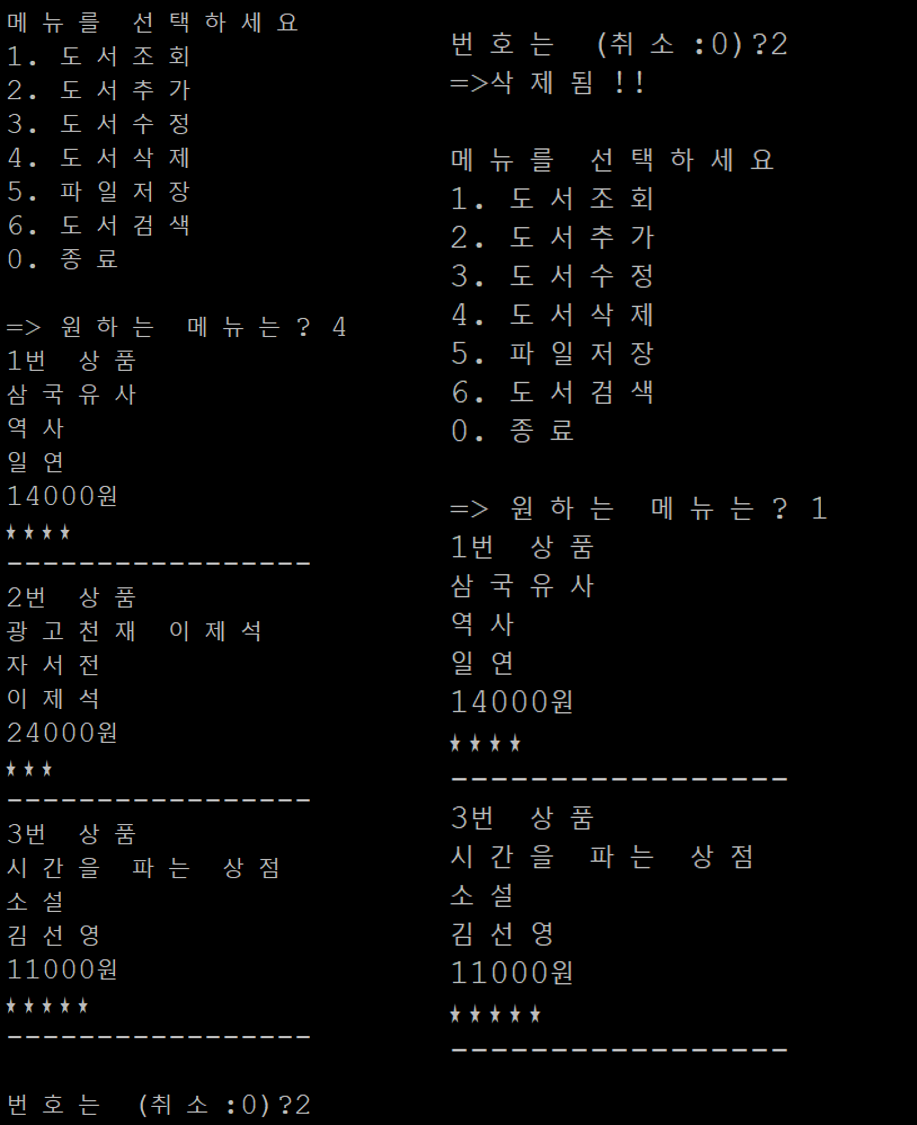 메뉴를 선택하세요
1. 도서조회
2. 도서추가
3. 도서수정
4. 도서삭제
5. 파일저장
6. 도서검색
0. 종료
=> 원하는 메뉴는? 4
1번 상품
삼국유사
역사
일연
14000원
★★★★
-----------------
2번 상품
광고천재 이제석
자서전
이제석
24000원
★★★
-----------------
3번 상품
시간을 파는 상점
소설
김선영
11000원
★★★★★
-----------------
번호는 (취소:0)?2
번호는 (취소:0)?2
=>삭제됨!!
메뉴를 선택하세요
1. 도서조회
2. 도서추가
3. 도서수정
4. 도서삭제
5. 파일저장
6. 도서검색
0. 종료
=> 원하는 메뉴는? 1
1번 상품
삼국유사
역사
일연
14000원
★★★★
-----------------
3번 상품
시간을 파는 상점
소설
김선영
11000원
★★★★★
-----------------